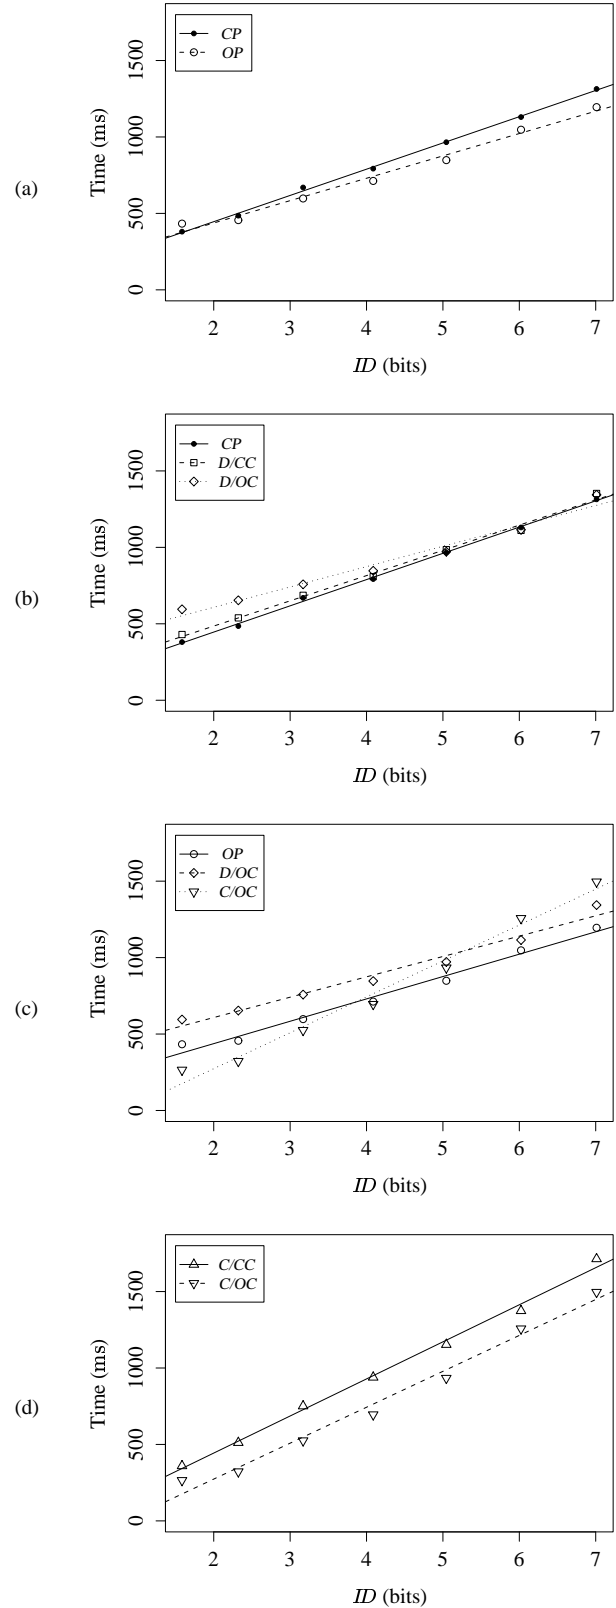 CP
OP
(a)
Time (ms)
0 500 1000 1500
2 3 4 5 6 7
ID (bits)
CP
D/CC
D/OC
(b)
Time (ms)
0 500 1000 1500
2 3 4 5 6 7
ID (bits)
OP
D/OC
C/OC
(c)
Time (ms)
0 500 1000 1500
2 3 4 5 6 7
ID (bits)
C/CC
C/OC
(d)
Time (ms)
0 500 1000 1500
2 3 4 5 6 7
ID (bits)